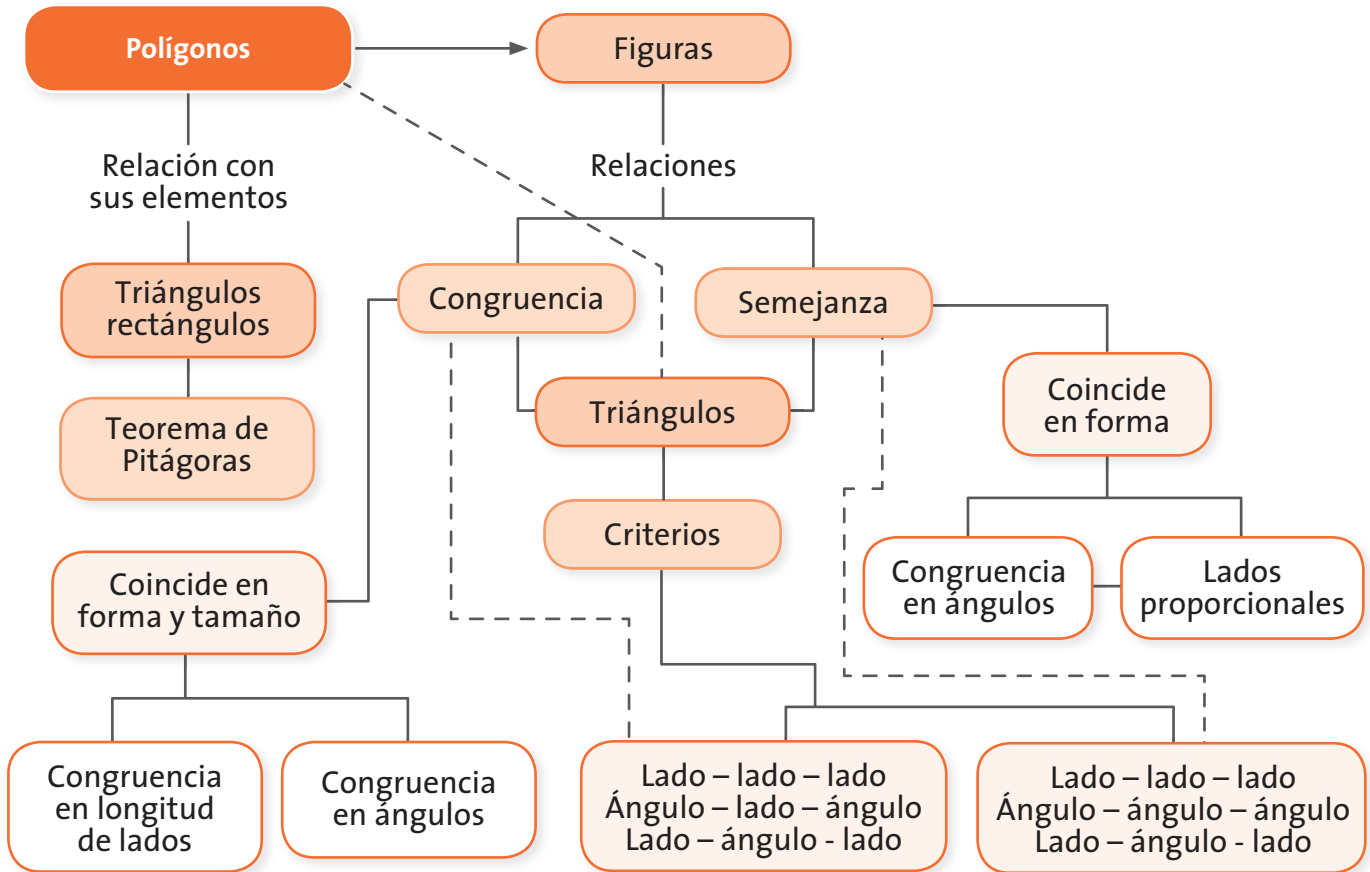 Polígonos
Figuras
Relación con
sus elementos
Relaciones
Triángulos
rectángulos
Congruencia
Semejanza
Teorema de
Pitágoras
Triángulos
Coincide
en forma
Criterios
Coincide en
forma y tamaño
Congruencia
en ángulos
Lados
proporcionales
Congruencia
en longitud
de lados
Congruencia
en ángulos
Lado – lado – lado
Ángulo – lado – ángulo
Lado – ángulo - lado
Lado – lado – lado
Ángulo – ángulo – ángulo
Lado – ángulo - lado